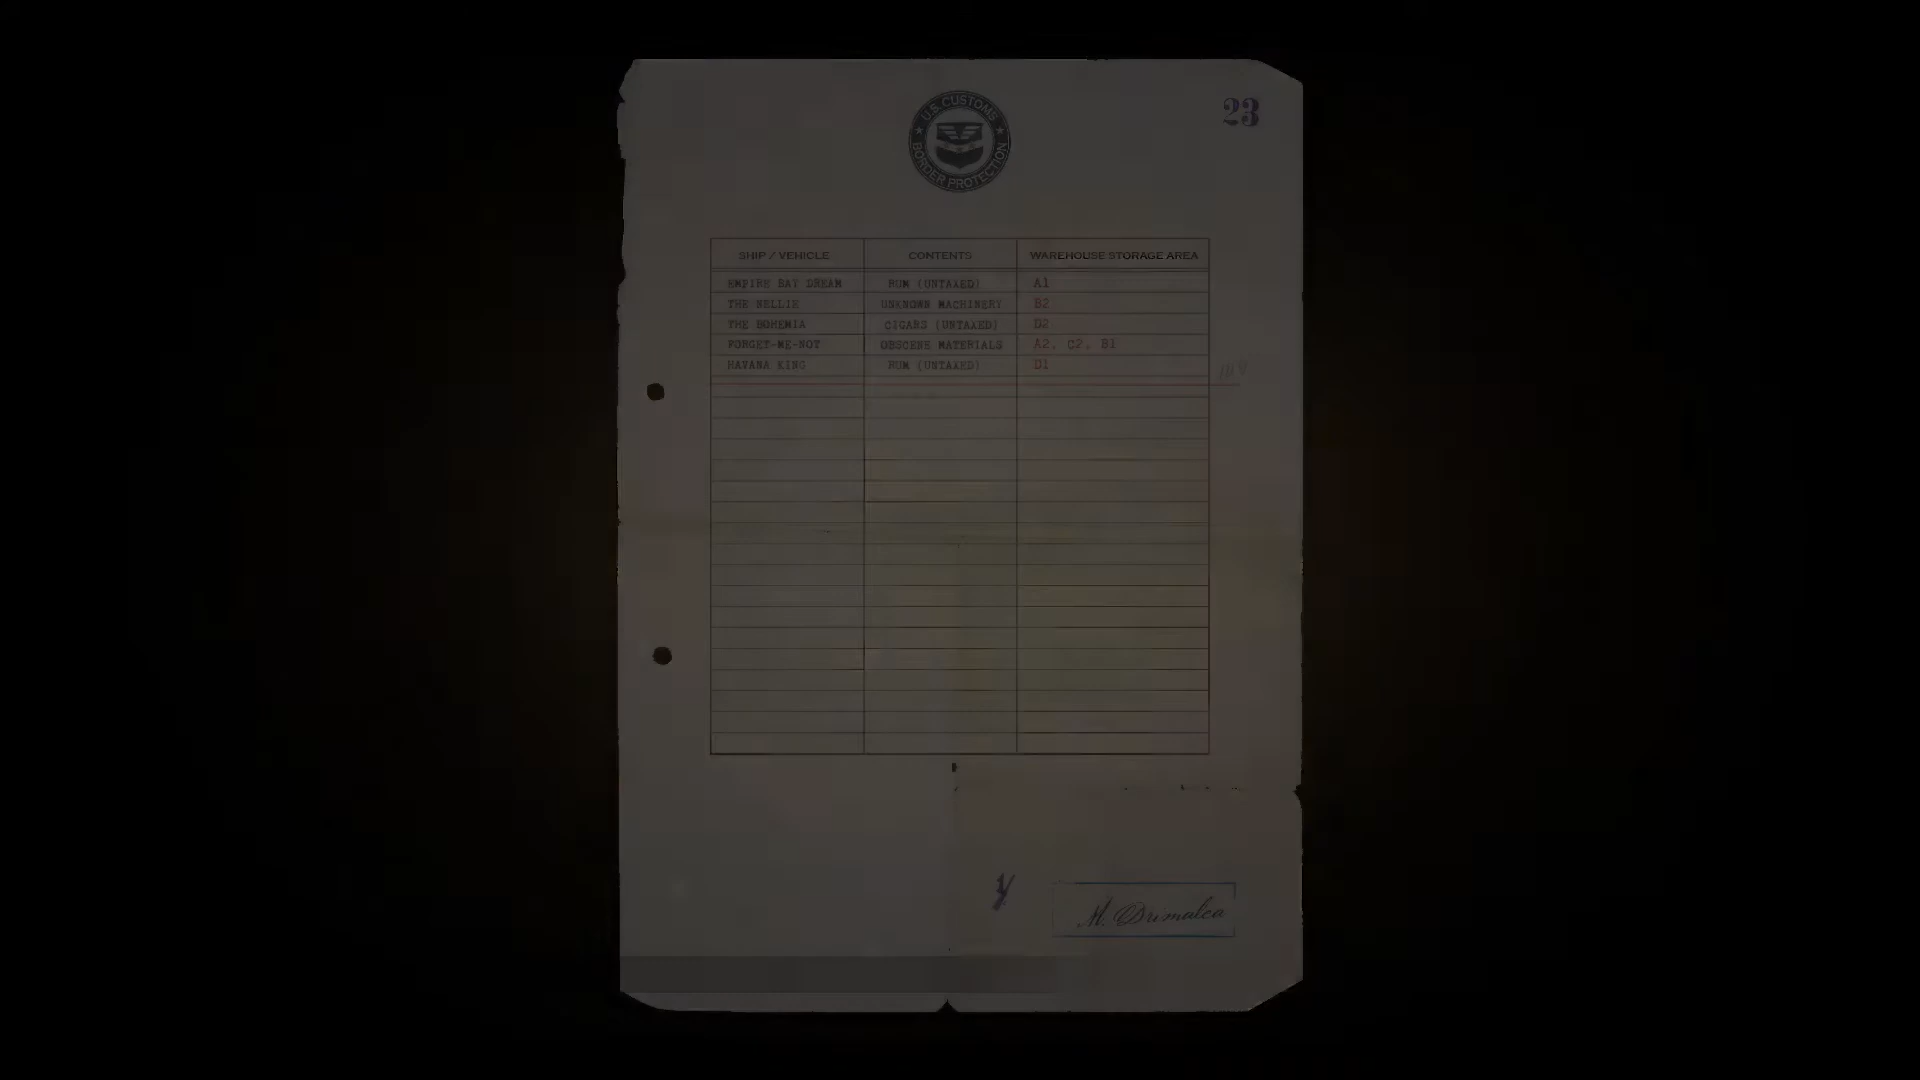 U.S. CUSTOMS
BORDER PROTECTION
23
SHIP / VEHICLE CONTENTS WAREHOUSE STORAGE AREA
EMPIRE BAY DREAM RUM (UNTAXED) A1
THE NELLIE UNKNOWN MACHINERY B2
THE BOHEMIA CIGARS (UNTAXED) D2
FORGET-ME-NOT OBSCENE MATERIALS A2, C2, B1
HAVANA KING RUM (UNTAXED) D1